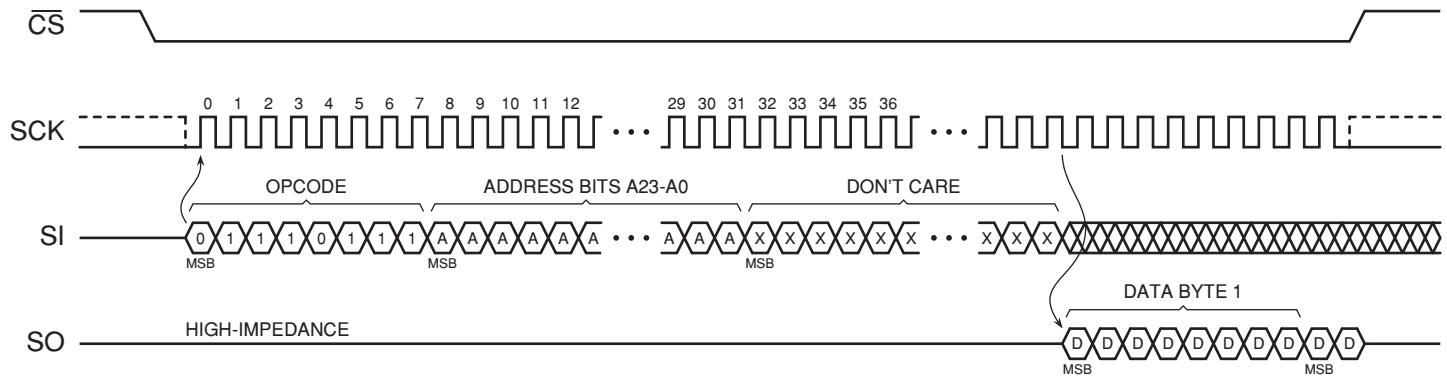 CS
SCK
0 1 2 3 4 5 6 7 8 9 10 11 12 29 30 31 32 33 34 35 36
OPCODE ADDRESS BITS A23-A0 DON'T CARE
SI
0 1 1 1 0 1 1 1 A A A A A A A A A X X X X X X X X X
MSB MSB MSB
DATA BYTE 1
HIGH-IMPEDANCE
SO
D D D D D D D D D D
MSB MSB